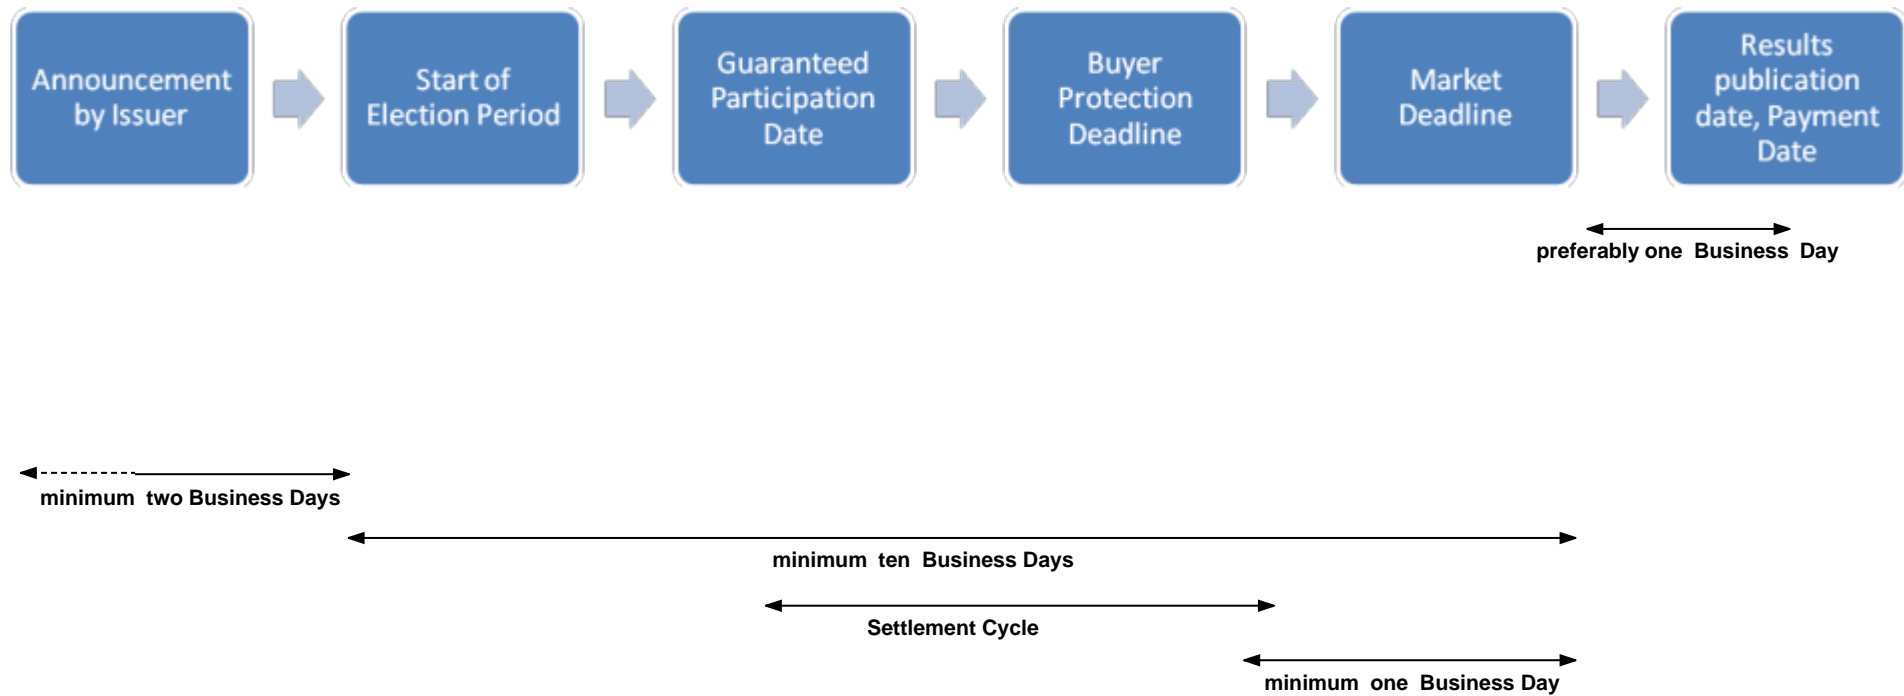 Announcement
by Issuer
Start of
Election Period
Guaranteed
Participation
Date
Buyer
Protection
Deadline
Market
Deadline
Results
publication
date, Payment
Date
preferably one Business Day
minimum two Business Days
minimum ten Business Days
Settlement Cycle
minimum one Business Day